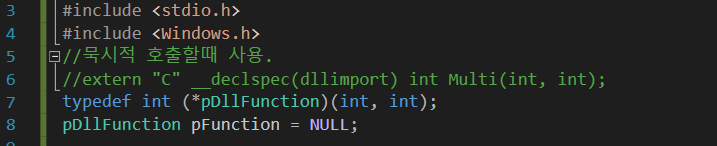 3 #include <stdio.h>
4 #include <Windows.h>
5 //묵시적 호출할때 사용.
6 //extern "C" __declspec(dllimport) int Multi(int, int);
7 typedef int (*pDllFunction)(int, int);
8 pDllFunction pFunction = NULL;